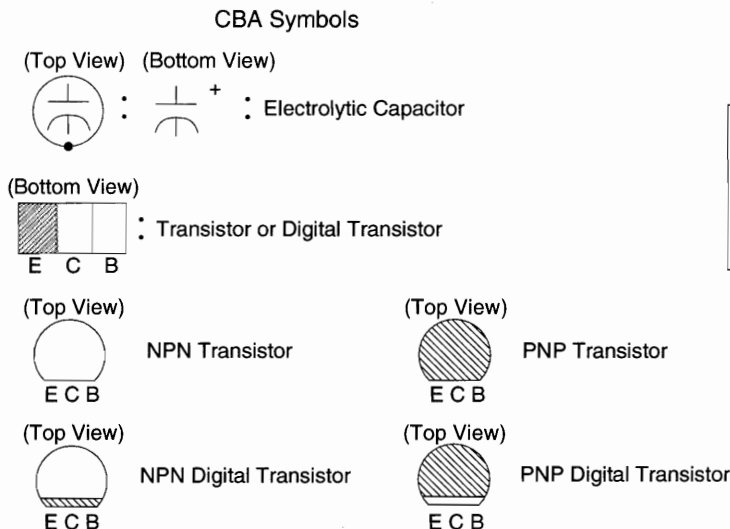 CBA Symbols
(Top View) (Bottom View)
: + : Electrolytic Capacitor
(Bottom View)
: Transistor or Digital Transistor
E C B
(Top View) (Top View)
NPN Transistor PNP Transistor
E C B E C B
(Top View) (Top View)
NPN Digital Transistor PNP Digital Transistor
E C B E C B